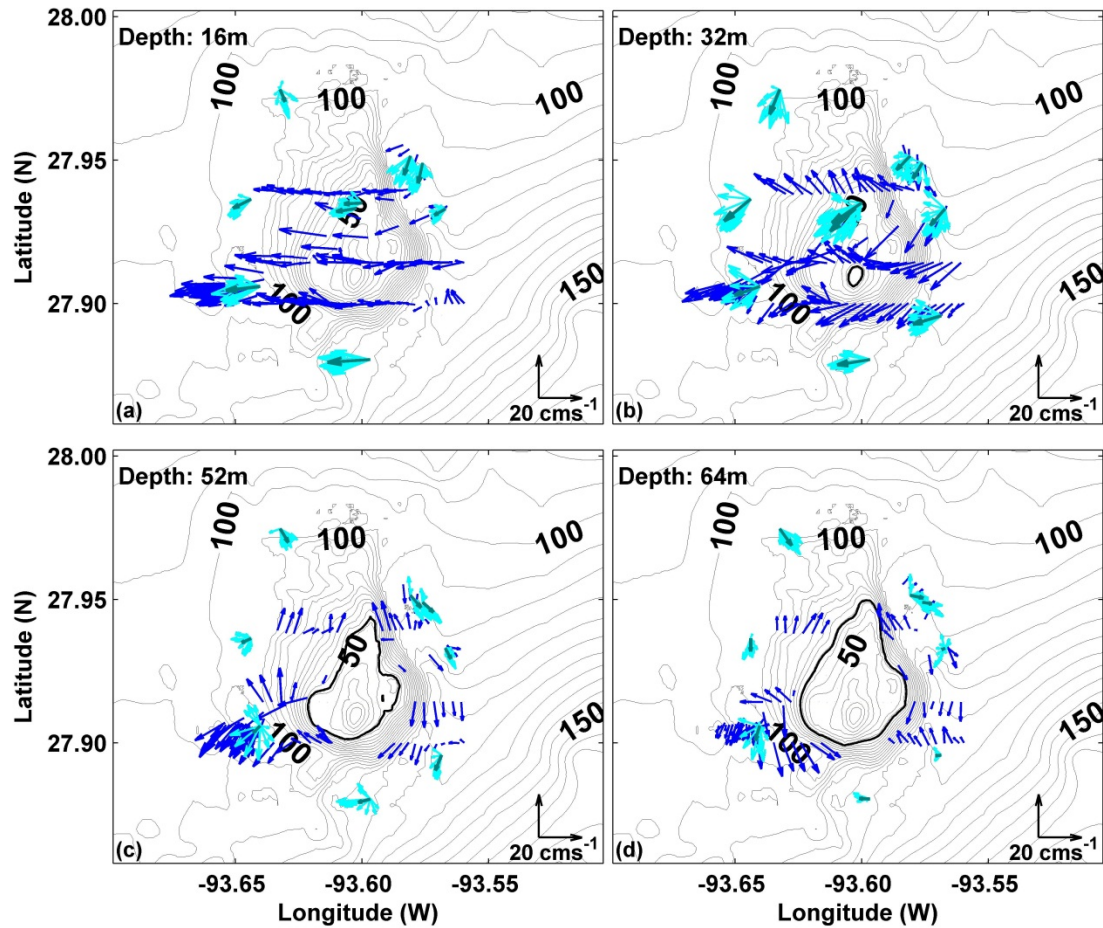 28.00
Depth: 16m
100
100
100
27.95
50
27.90
100
150
20 cms-1
(a)
Latitude (N)
Depth: 32m
100
100
100
100
150
20 cms-1
(b)
28.00
Depth: 52m
100
100
100
27.95
50
27.90
100
150
20 cms-1
(c)
Latitude (N)
-93.65
-93.60
-93.55
Longitude (W)
Depth: 64m
100
100
100
50
100
150
20 cms-1
(d)
-93.65
-93.60
-93.55
Longitude (W)